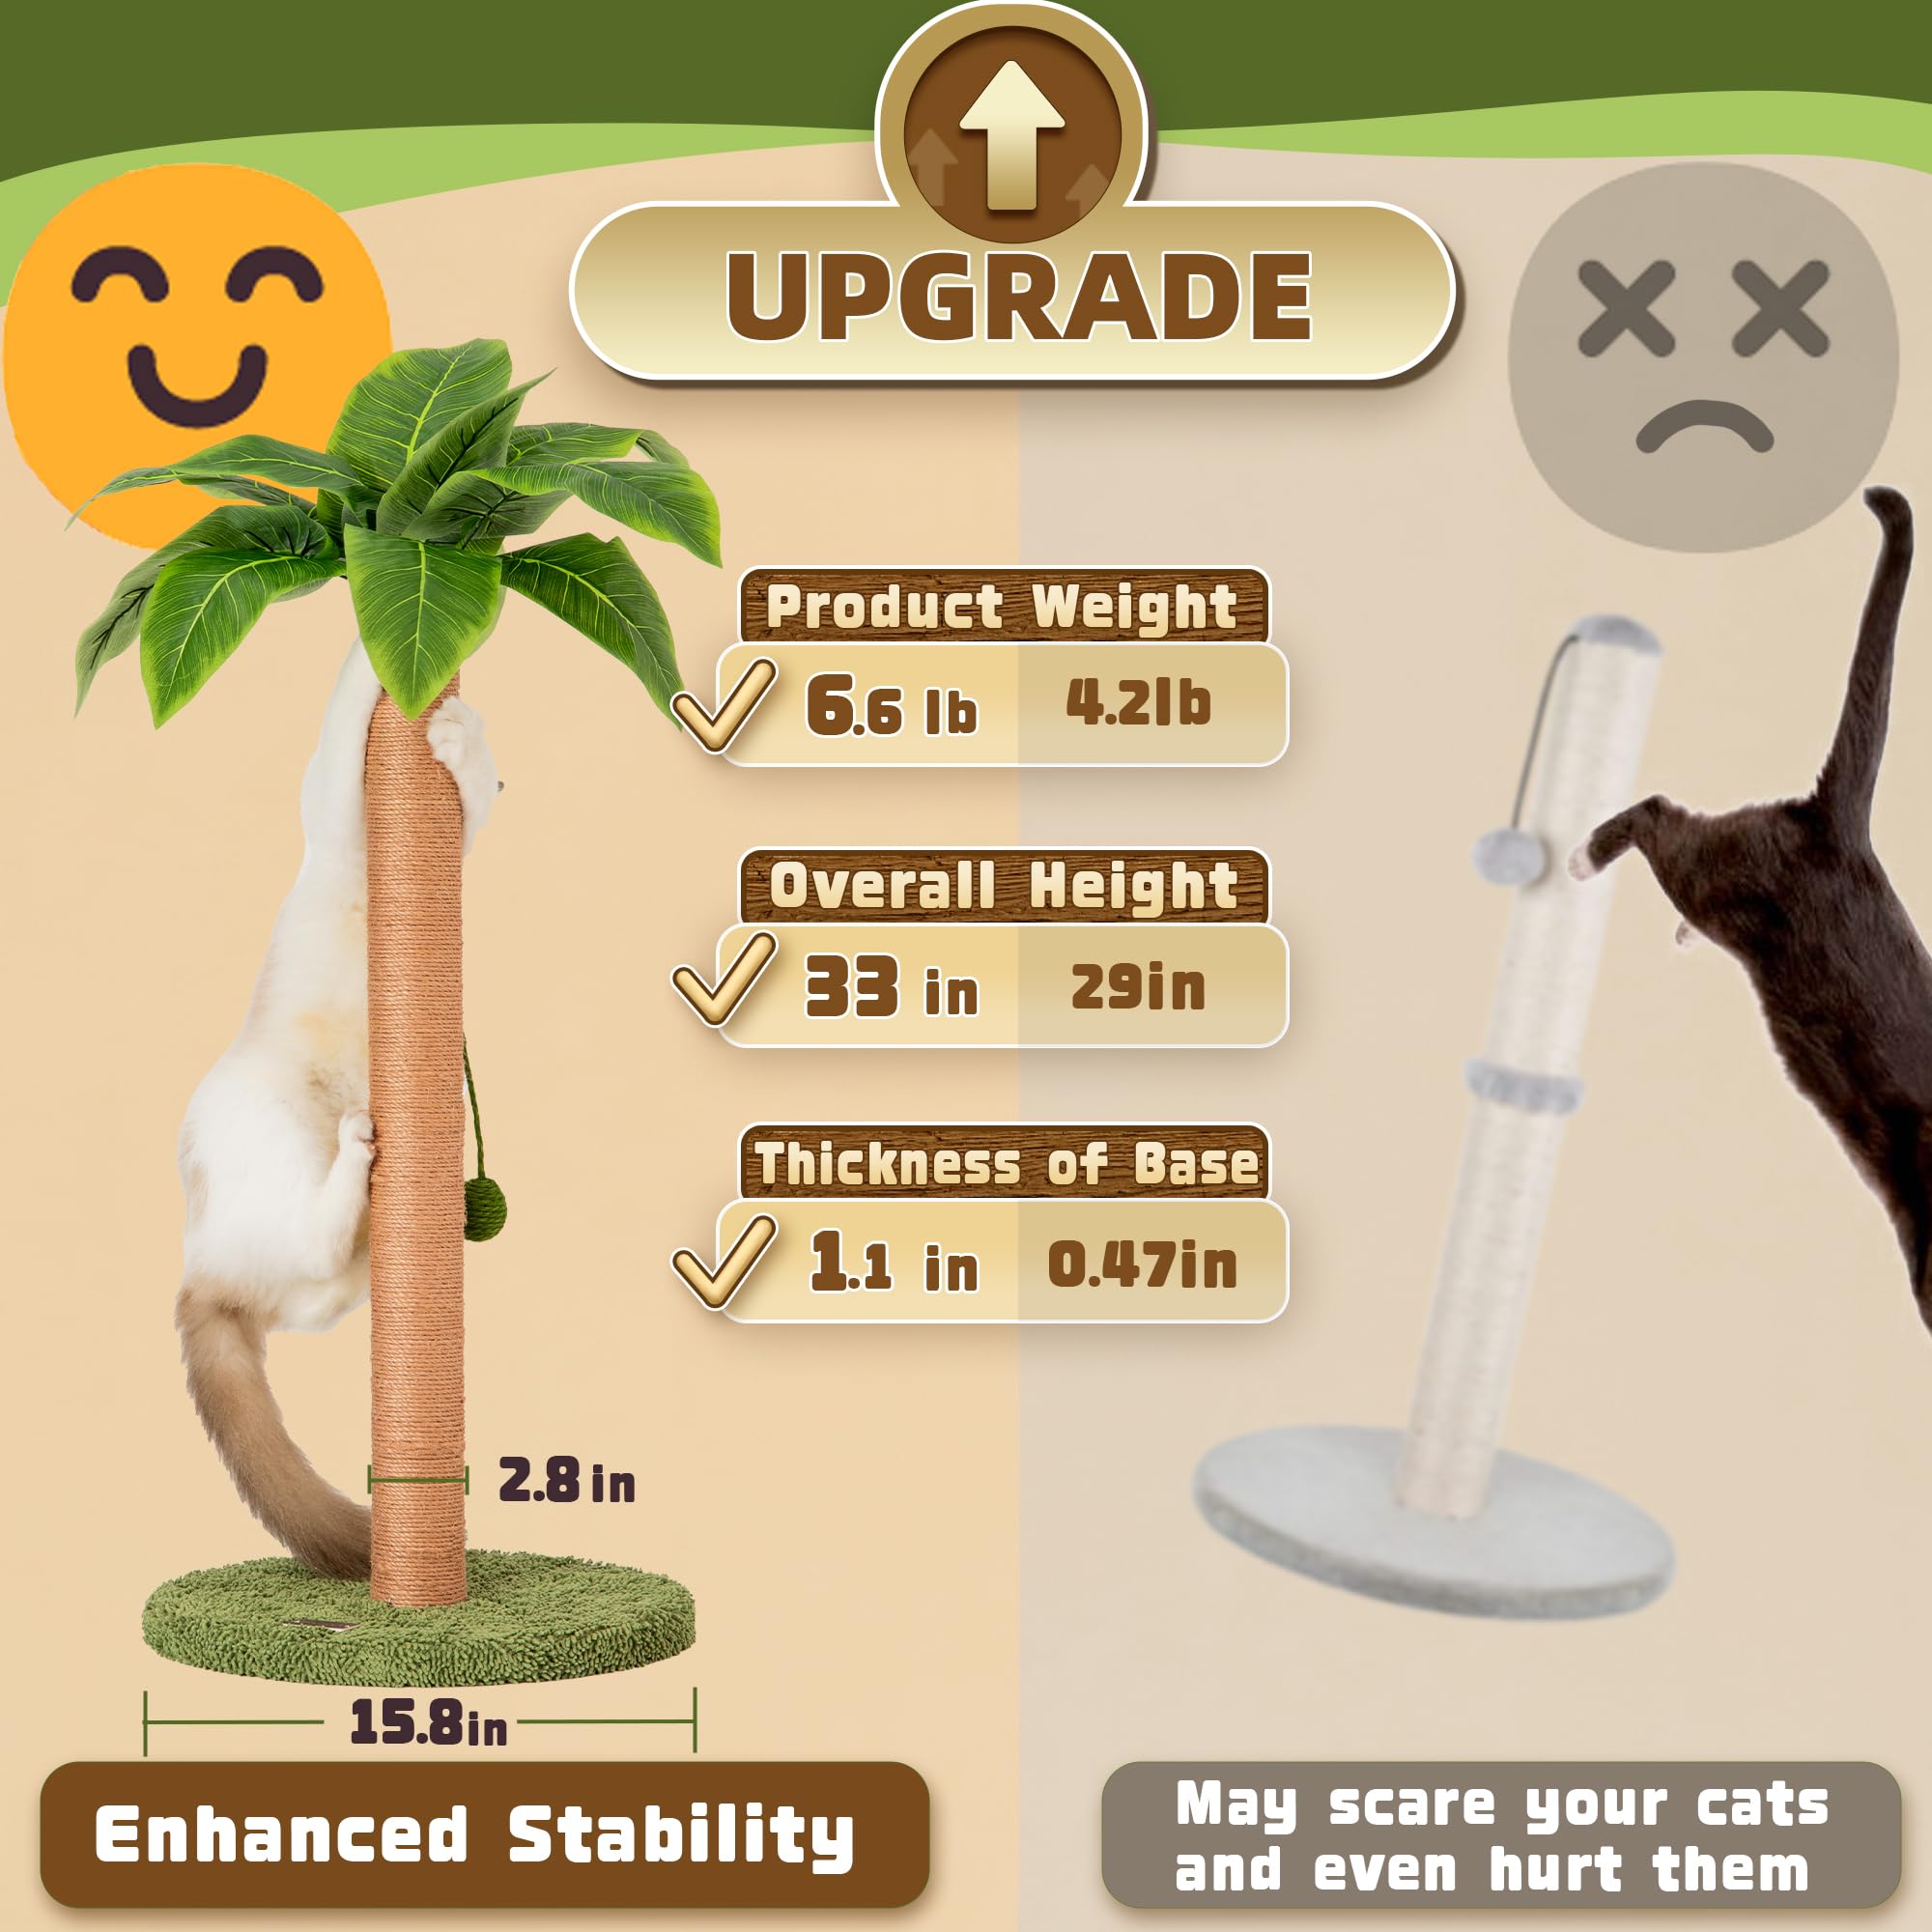 UPGRADE
Product Weight
6.6 lb 4.2lb
Overall Height
33 in 29in
Thickness of Base
1.1 in 0.47in
2.8 in
15.8in
Enhanced Stability
May scare your cats
and even hurt them